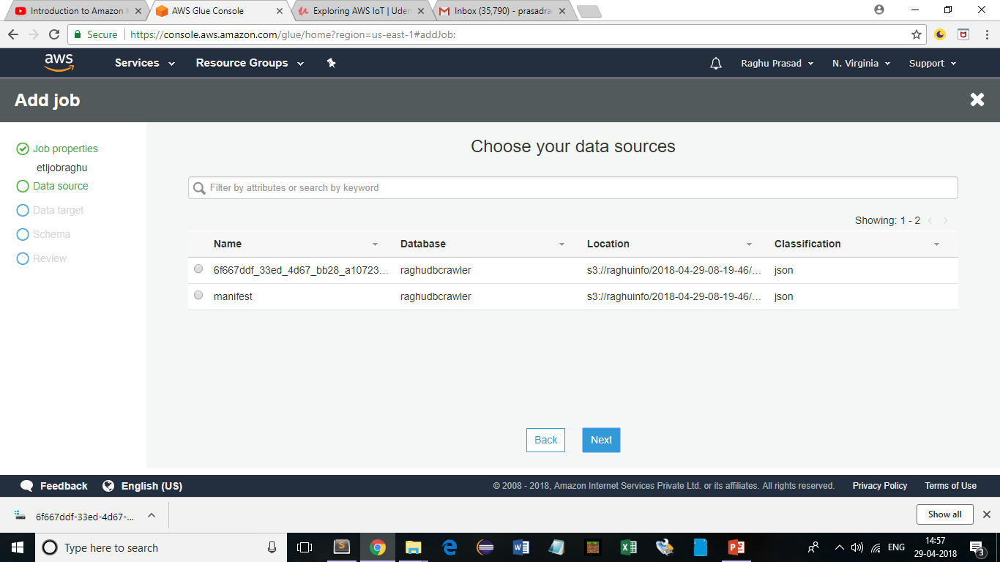 Introduction to Amazon
AWS Glue Console
Exploring AWS IoT | Uder
Inbox (35,790) - prasadra
Secure
https://console.aws.amazon.com/glue/home?region=us-east-1#addJob:
aws
Services
Resource Groups
Raghu Prasad
N. Virginia
Support
Add job
Job properties
etljobraghu
Data source
Data target
Schema
Review
Choose your data sources
Filter by attributes or search by keyword
Showing: 1 - 2
Name Database Location Classification
6f667ddf_33ed_4d67_bb28_a10723... raghudbcrawler s3://raghuinfo/2018-04-29-08-19-46/... json
manifest raghudbcrawler s3://raghuinfo/2018-04-29-08-19-46/... json
Back Next
Feedback English (US) © 2008 - 2018, Amazon Internet Services Private Ltd. or its affiliates. All rights reserved. Privacy Policy Terms of Use
6f667ddf-33ed-4d67-... Show all
Type here to search
ENG
14:57
29-04-2018
3